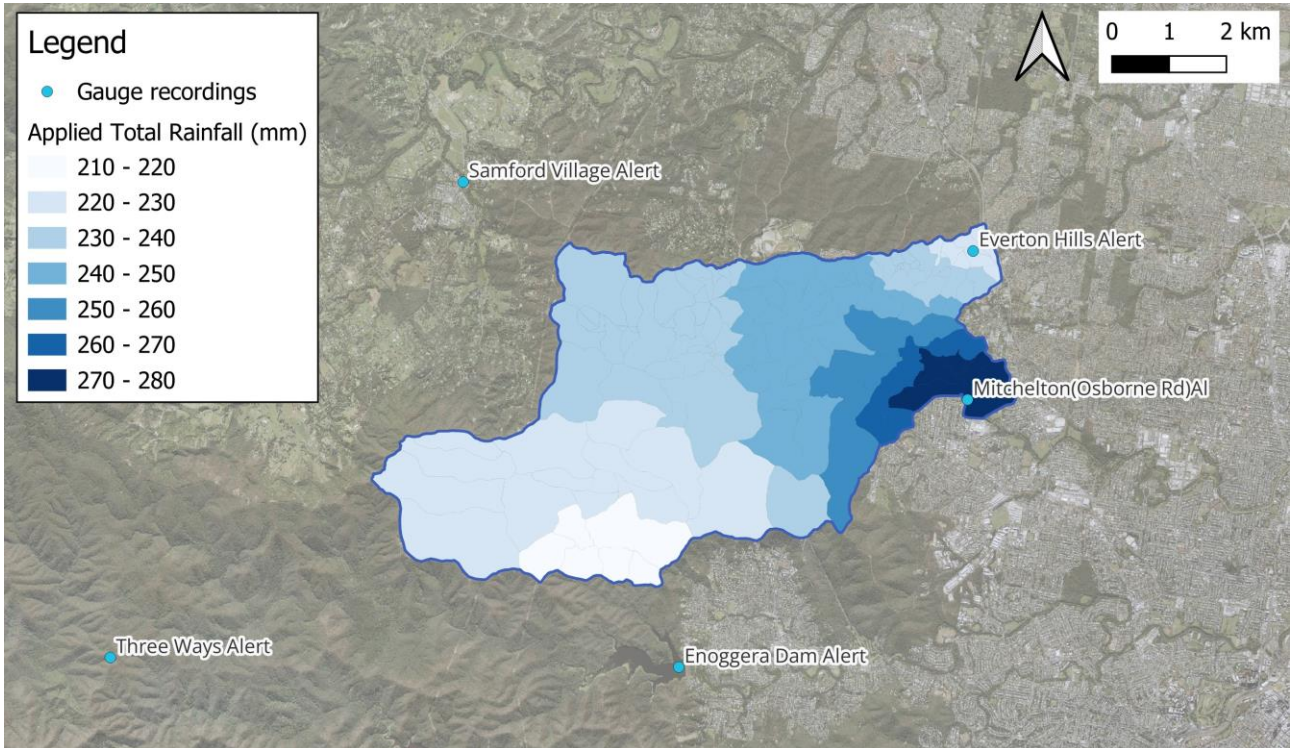 Legend
Gauge recordings
Applied Total Rainfall (mm)
210 - 220
220 - 230
230 - 240
240 - 250
250 - 260
260 - 270
270 - 280
0 1 2 km
Samford Village Alert
Everton Hills Alert
Mitchelton(Osborne Rd)Al
Three Ways Alert
Enoggera Dam Alert